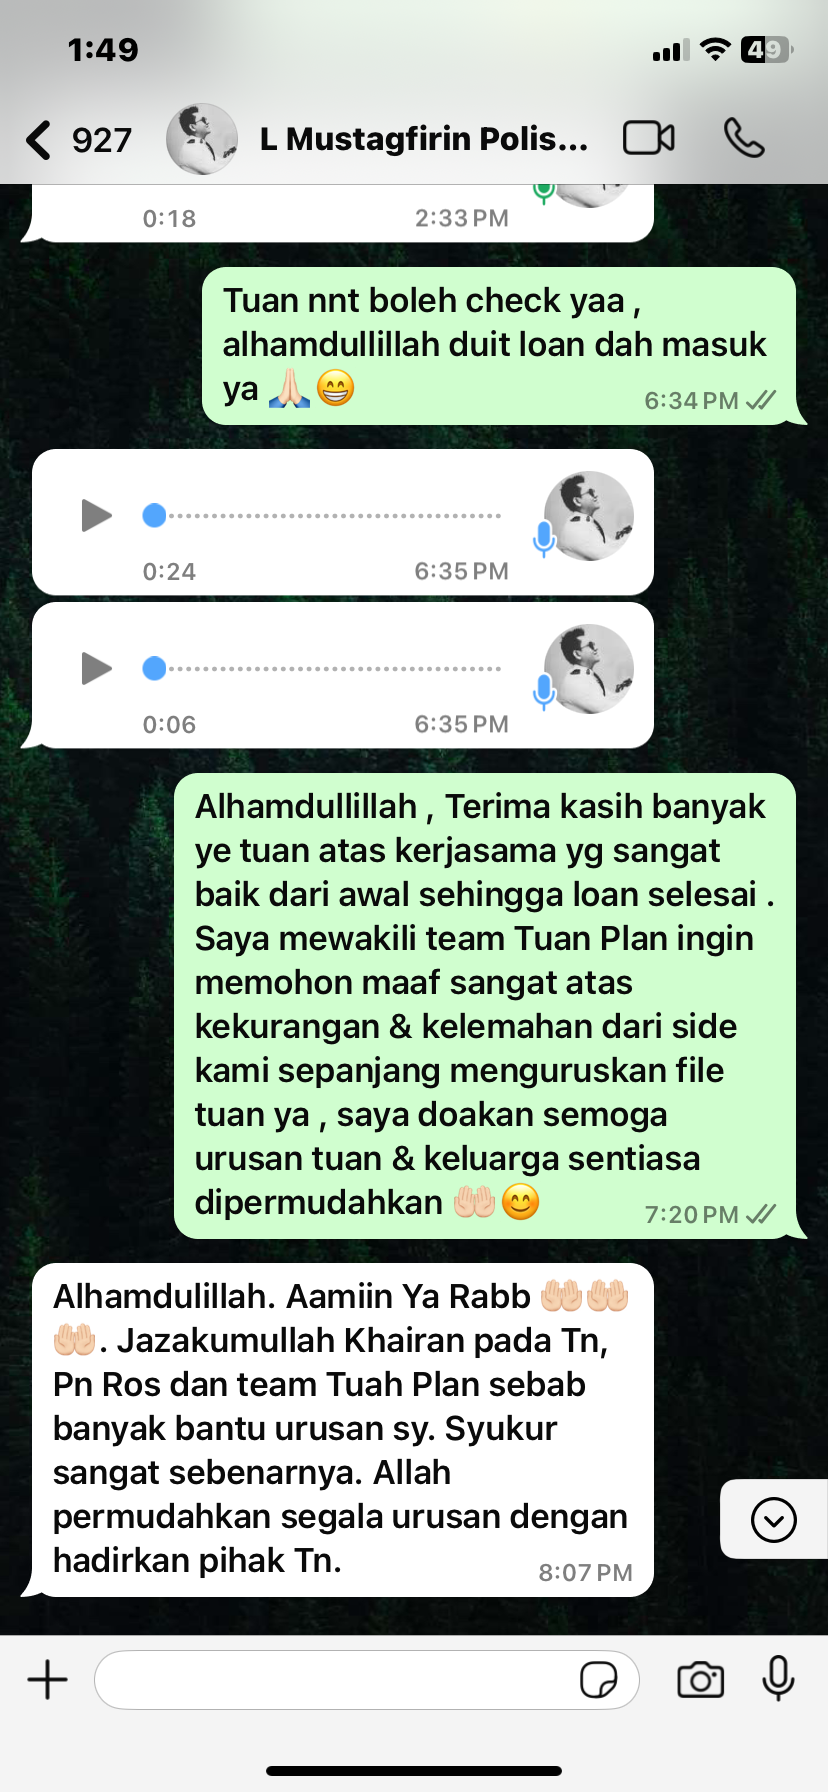 1:49
49
927
L Mustagfirin Polis...
0:18
2:33 PM
Tuan nnt boleh check yaa ,
alhamdullillah duit loan dah masuk
ya 🙏🏻😁
6:34 PM
0:24
6:35 PM
0:06
6:35 PM
Alhamdullillah , Terima kasih banyak
ye tuan atas kerjasama yg sangat
baik dari awal sehingga loan selesai .
Saya mewakili team Tuan Plan ingin
memohon maaf sangat atas
kekurangan & kelemahan dari side
kami sepanjang menguruskan file
tuan ya , saya doakan semoga
urusan tuan & keluarga sentiasa
dipermudahkan 🤲🏻😊
7:20 PM
Alhamdulillah. Aamiin Ya Rabb 🤲🏻🤲🏻
🤲🏻. Jazakumullah Khairan pada Tn,
Pn Ros dan team Tuah Plan sebab
banyak bantu urusan sy. Syukur
sangat sebenarnya. Allah
permudahkan segala urusan dengan
hadirkan pihak Tn.
8:07 PM